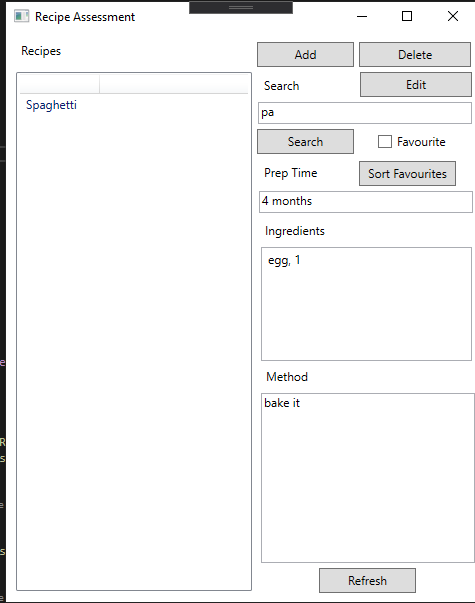 Recipe Assessment
Recipes
Add
Delete
Search
Edit
Spaghetti
pa
Search
Favourite
Prep Time
Sort Favourites
4 months
Ingredients
egg, 1
Method
bake it
Refresh